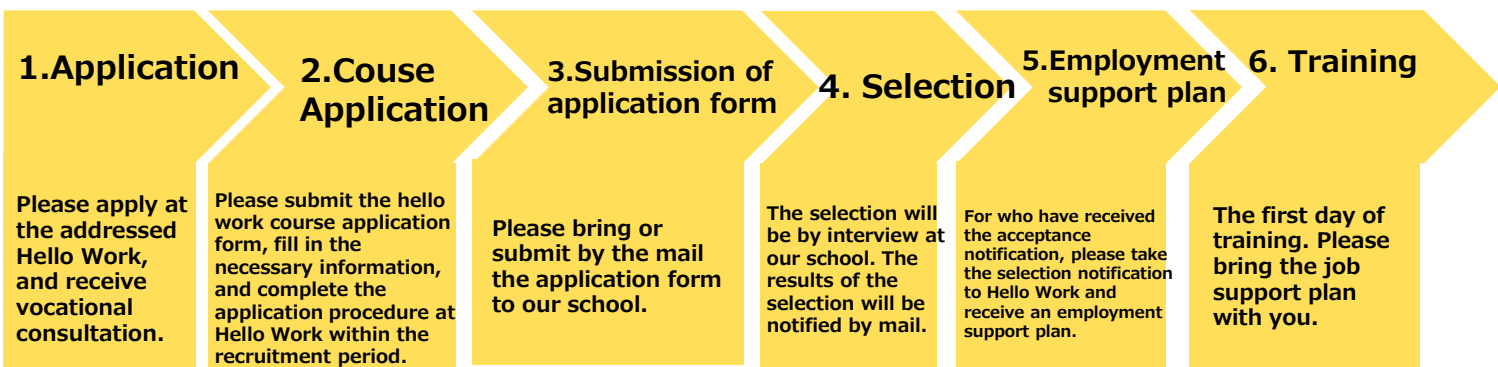 1.Application
Please apply at
the addressed
Hello Work,
and receive
vocational
consultation.
2.Couse
Application
Please submit the hello
work course application
form, fill in the
necessary information,
and complete the
application procedure at
Hello Work within the
recruitment period.
3.Submission of
application form
Please bring or
submit by the mail
the application form
to our school.
4. Selection
The selection will
be by interview at
our school. The
results of the
selection will be
notified by mail.
5.Employment
support plan
For who have received
the acceptance
notification, please take
the selection notification
to Hello Work and
receive an employment
support plan.
6. Training
The first day of
training. Please
bring the job
support plan
with you.